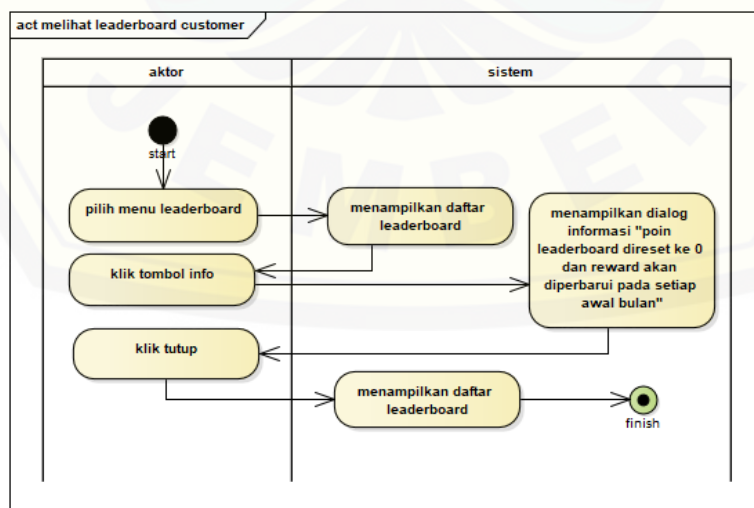 act melihat leaderboard customer
aktor
sistem
start
pilih menu leaderboard
menampilkan daftar
leaderboard
menampilkan dialog
informasi "poin
leaderboard direset ke 0
dan reward akan
diperbarui pada setiap
awal bulan"
klik tombol info
klik tutup
menampilkan daftar
leaderboard
finish
JEMBER